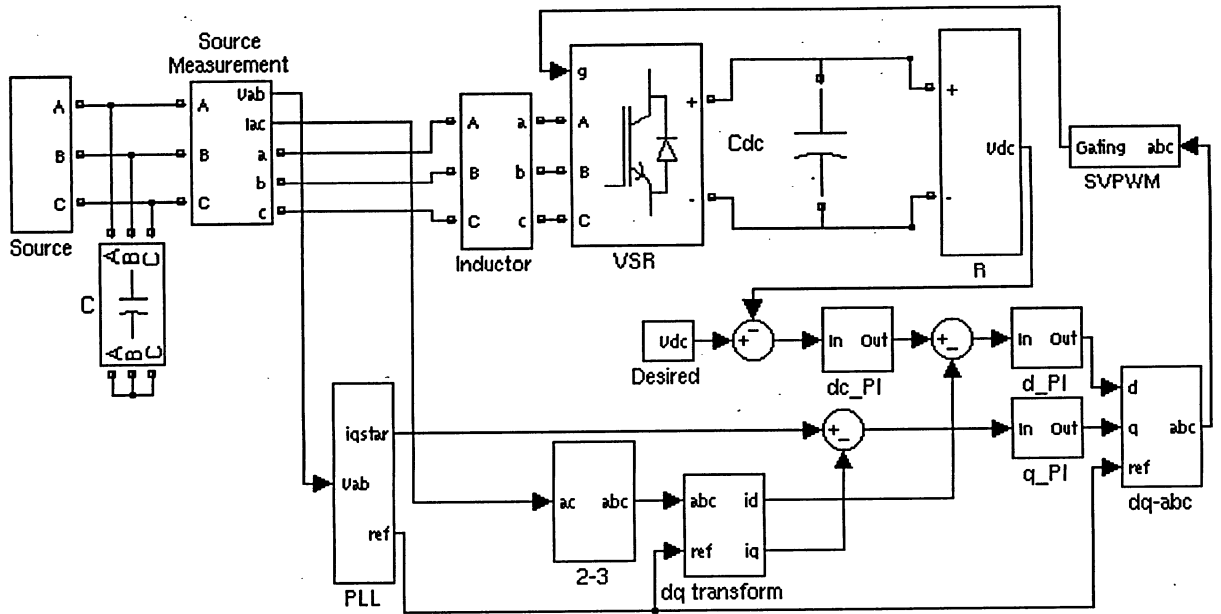 Source
Measurement
A
B
C
Source
A
B
C
Vab
Iac
a
b
c
A
B
C
a
b
c
Inductor
g
A
B
C
+
-
VSR
Cdc
+
-
Vdc
R
Gating
abc
SVPWM
A
B
C
C
A
B
C
Vdc
Desired
+
-
In
Out
dc_PI
+
-
In
Out
d_PI
iqstar
Vab
ref
PLL
+
-
In
Out
q_PI
d
q
ref
abc
dq-abc
ac
abc
2-3
abc
ref
id
iq
dq transform